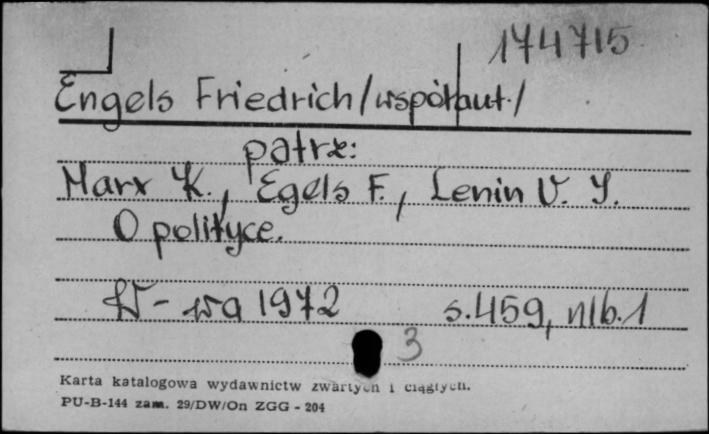 174715
Engels Friedrich /współaut./
patrz:
Marx K., Egels F., Lenin V. I.
O polityce.
W-wa 1972 s.459, nlb.1
3
Karta katalogowa wydawnictw zwartych i ciągłych.
PU-B-144 zam. 29/DW/On ZGG - 204